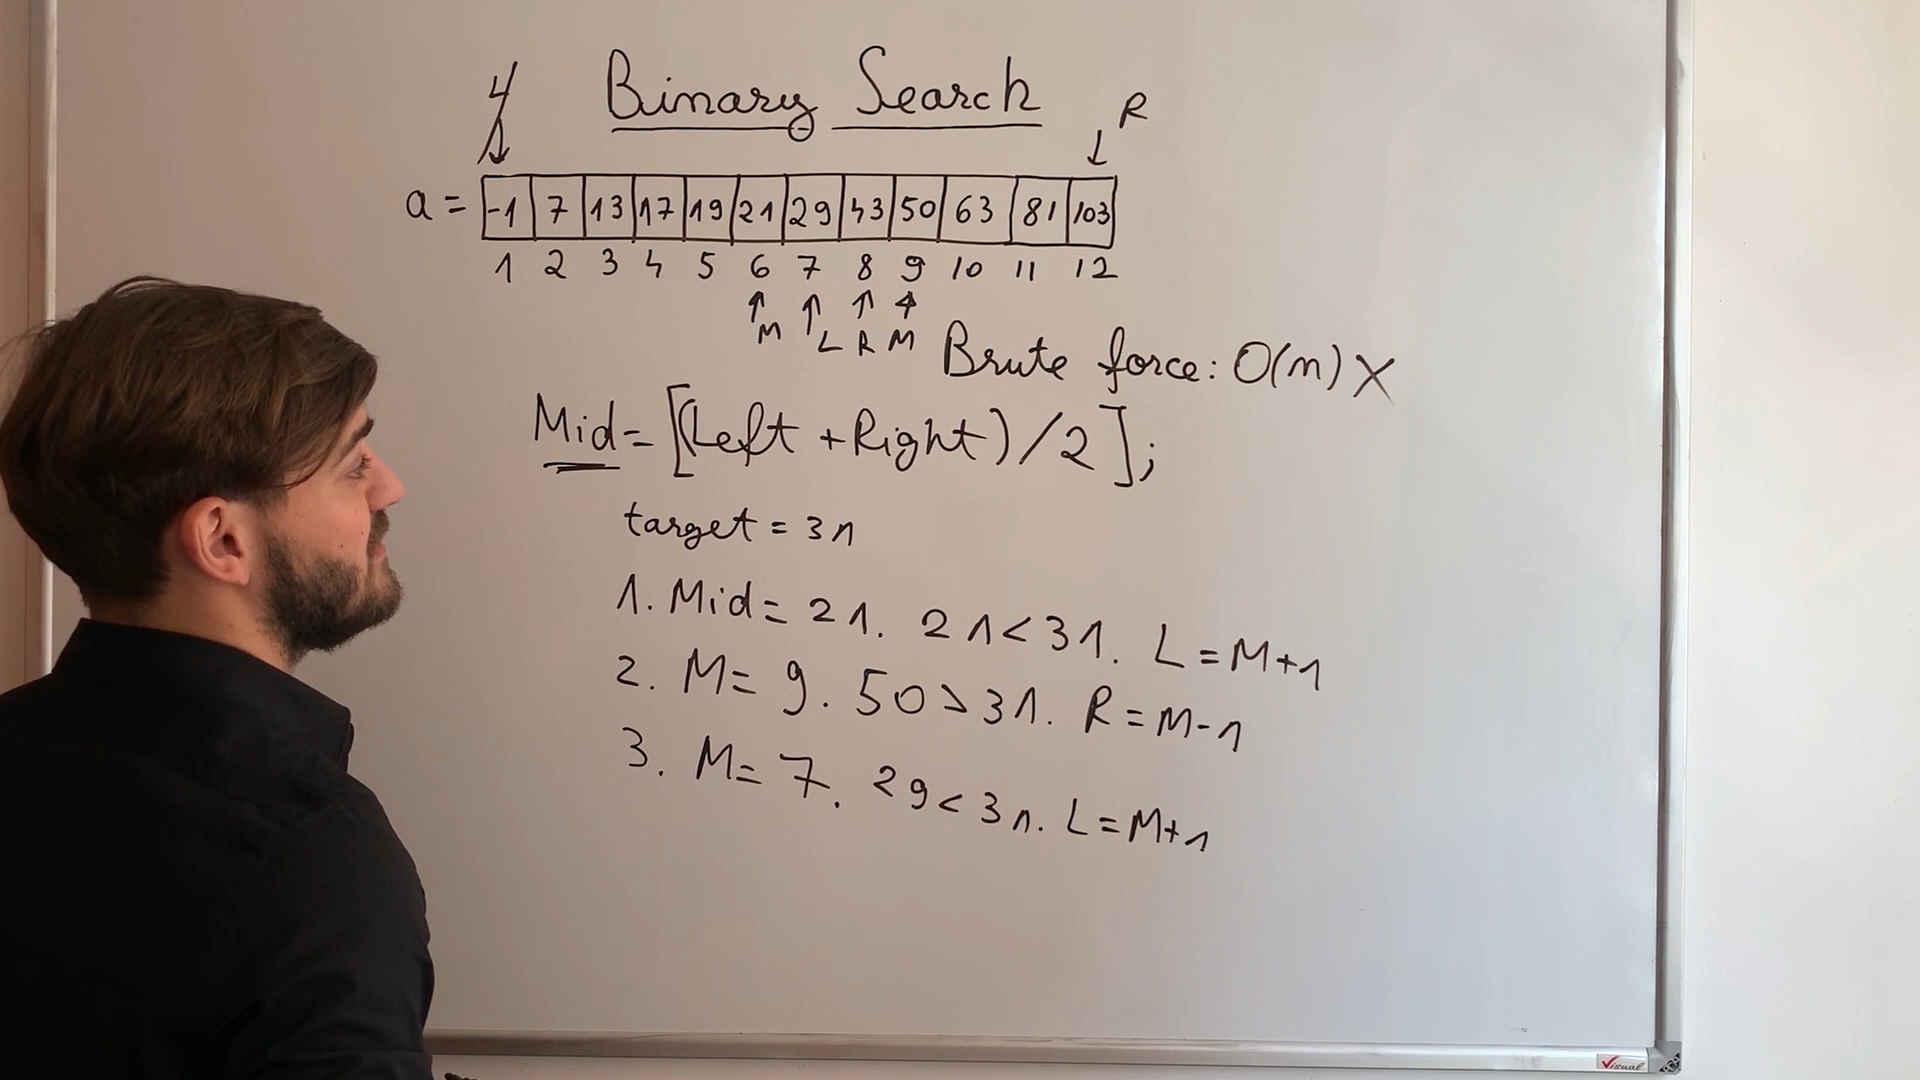 Binary Search
R
a = -1 7 13 17 19 21 29 43 50 63 81 103
1 2 3 4 5 6 7 8 9 10 11 12
M L R M
Brute force: O(n) X
Mid = [(Left + Right) / 2];
target = 31
1. Mid = 21. 21 < 31. L = M+1
2. M = 9. 50 > 31. R = M-1
3. M = 7. 29 < 31. L = M+1
Visual